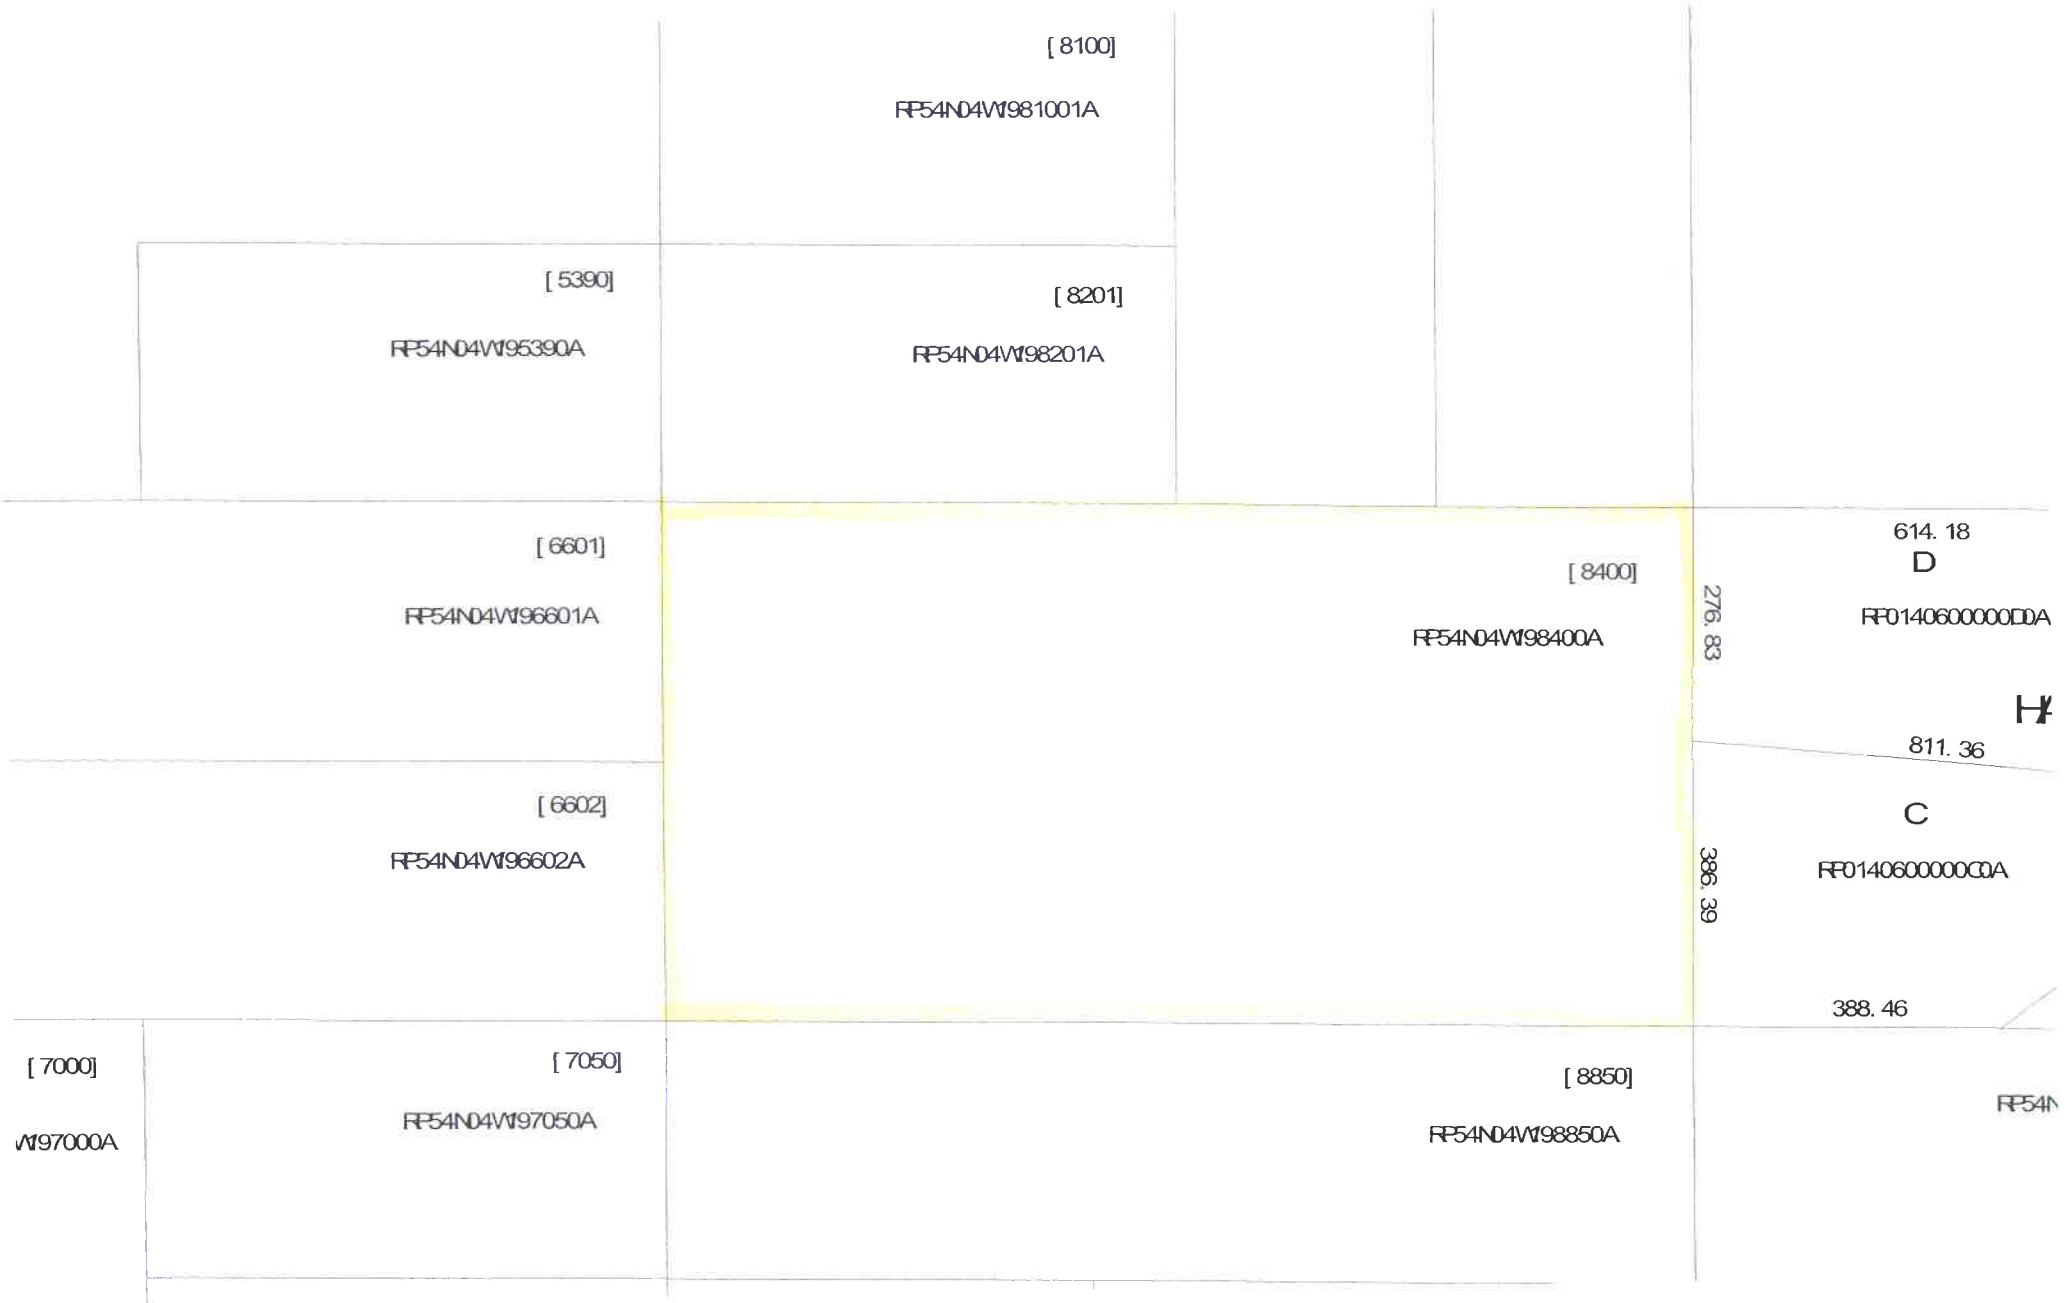 [ 8100]
RP54N04W1981001A
[ 5390]
RP54N04W195390A
[ 8201]
RP54N04W198201A
[ 6601]
RP54N04W196601A
[ 8400]
RP54N04W198400A
276. 83
614. 18
D
RP0140600000D0A
811. 36
[ 6602]
RP54N04W196602A
C
RP0140600000C0A
386. 39
388. 46
[ 7000]
W197000A
[ 7050]
RP54N04W197050A
[ 8850]
RP54N04W198850A
RP54N